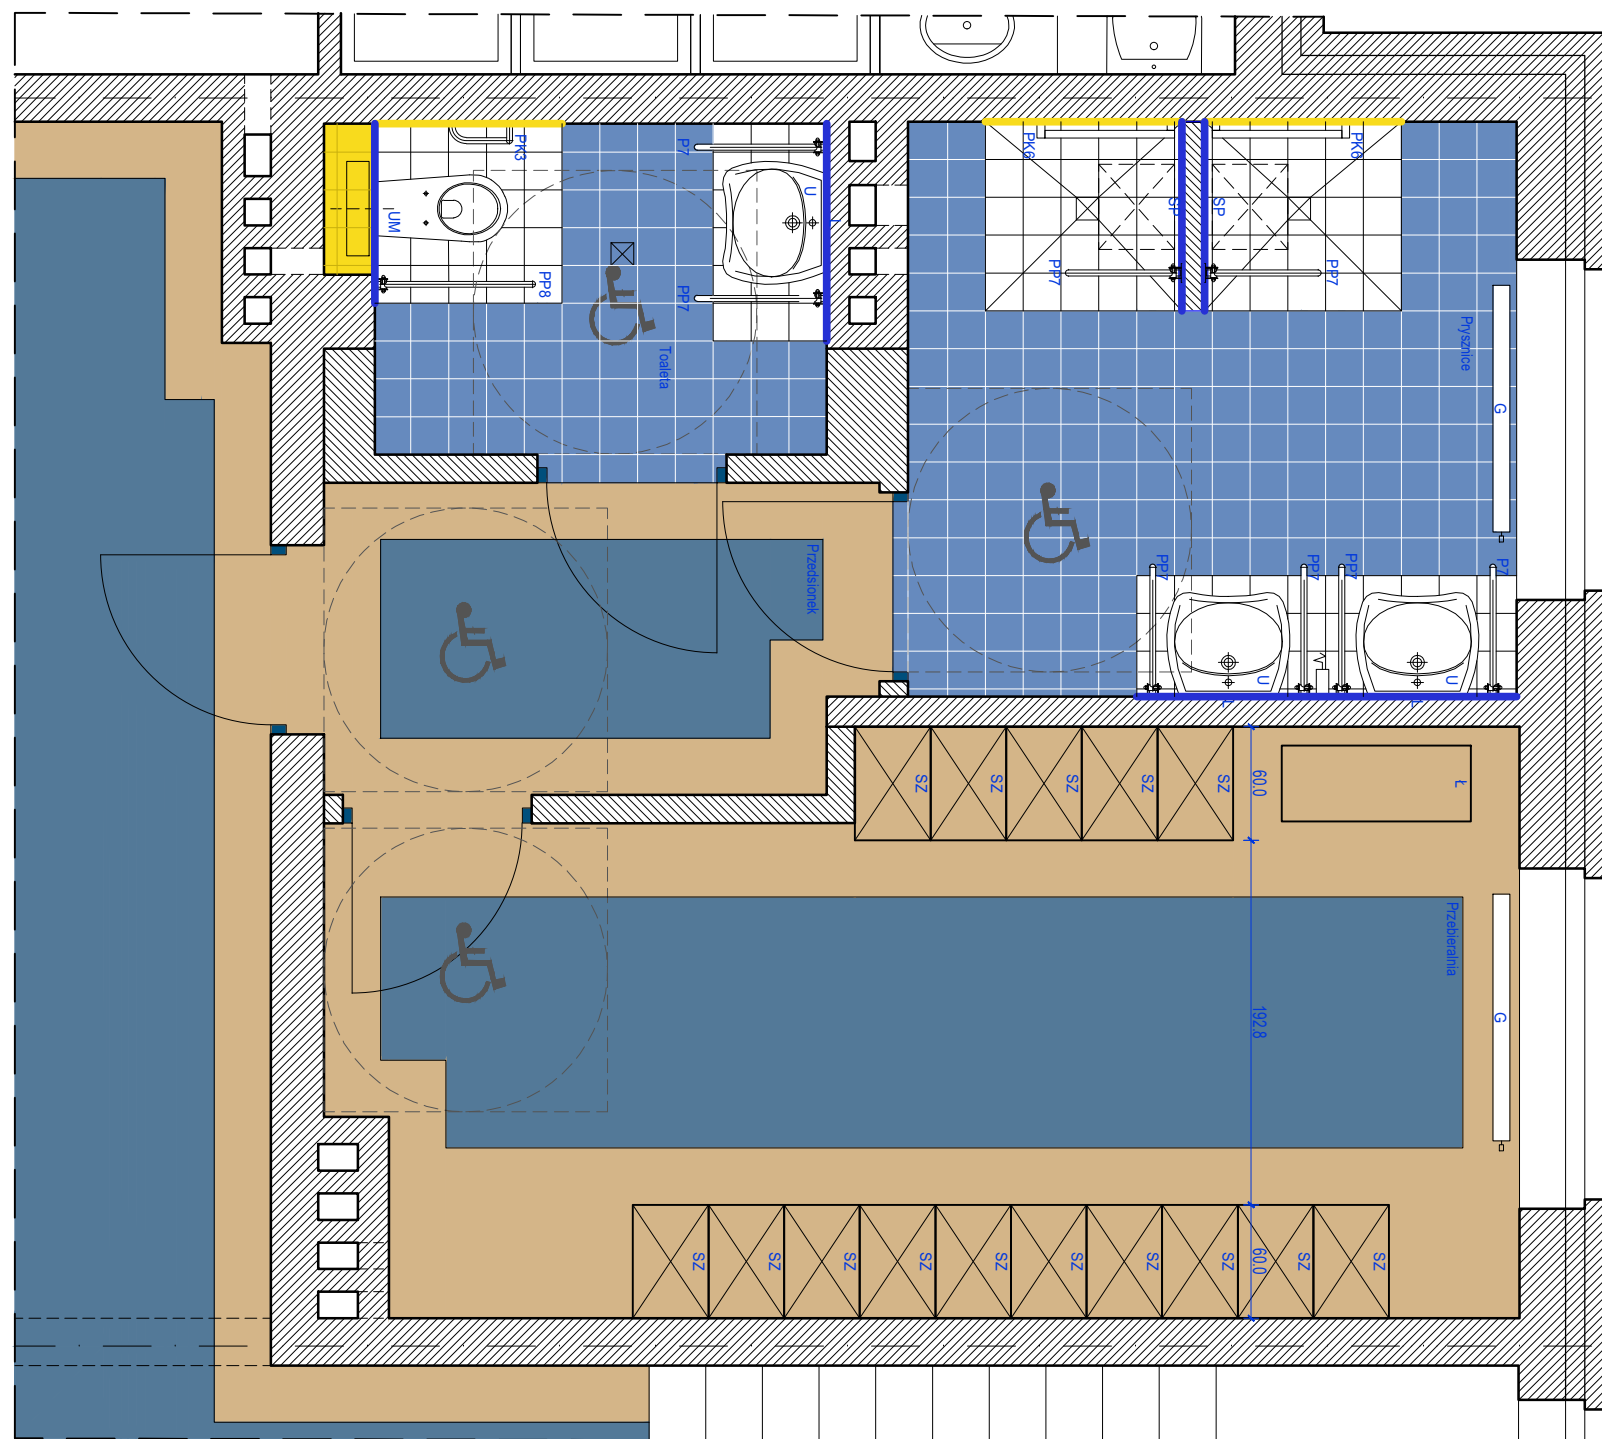 PK3
P7
PK6
PK6
UM
U
L
SP
SP
PP8
PP7
PP7
PP7
Toaleta
Prysznice
G
Przedsionek
PP7
PP7
PP7
P7
U
U
L
L
SZ
SZ
SZ
SZ
SZ
60.0
Ł
Przebieralnia
192.8
G
SZ
SZ
SZ
SZ
SZ
SZ
SZ
SZ
60.0
SZ
SZ